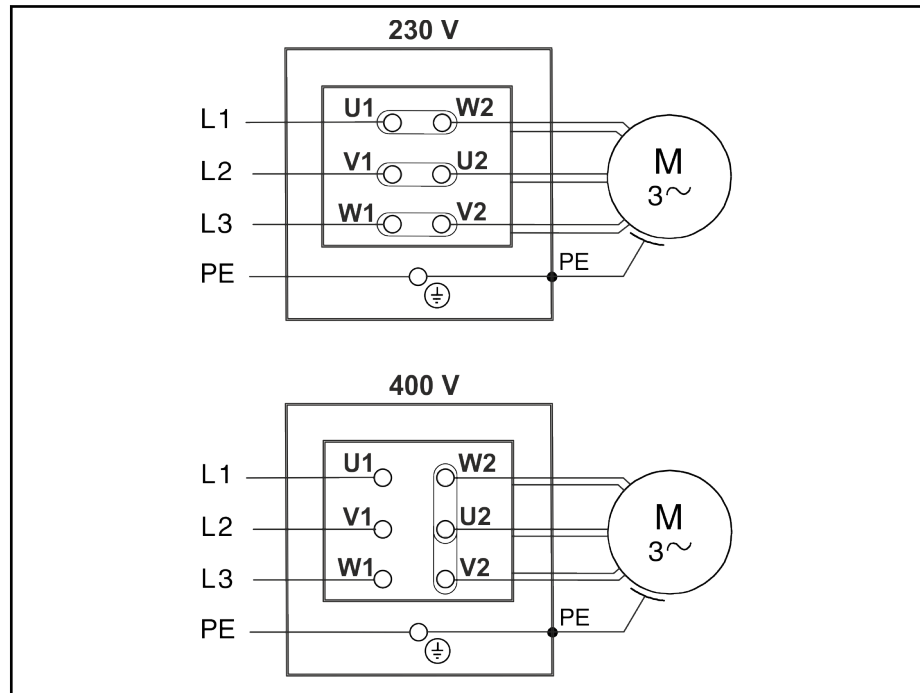 230 V
L1 U1 W2
L2 V1 U2
L3 W1 V2
PE PE
M
3~
400 V
L1 U1 W2
L2 V1 U2
L3 W1 V2
PE PE
M
3~